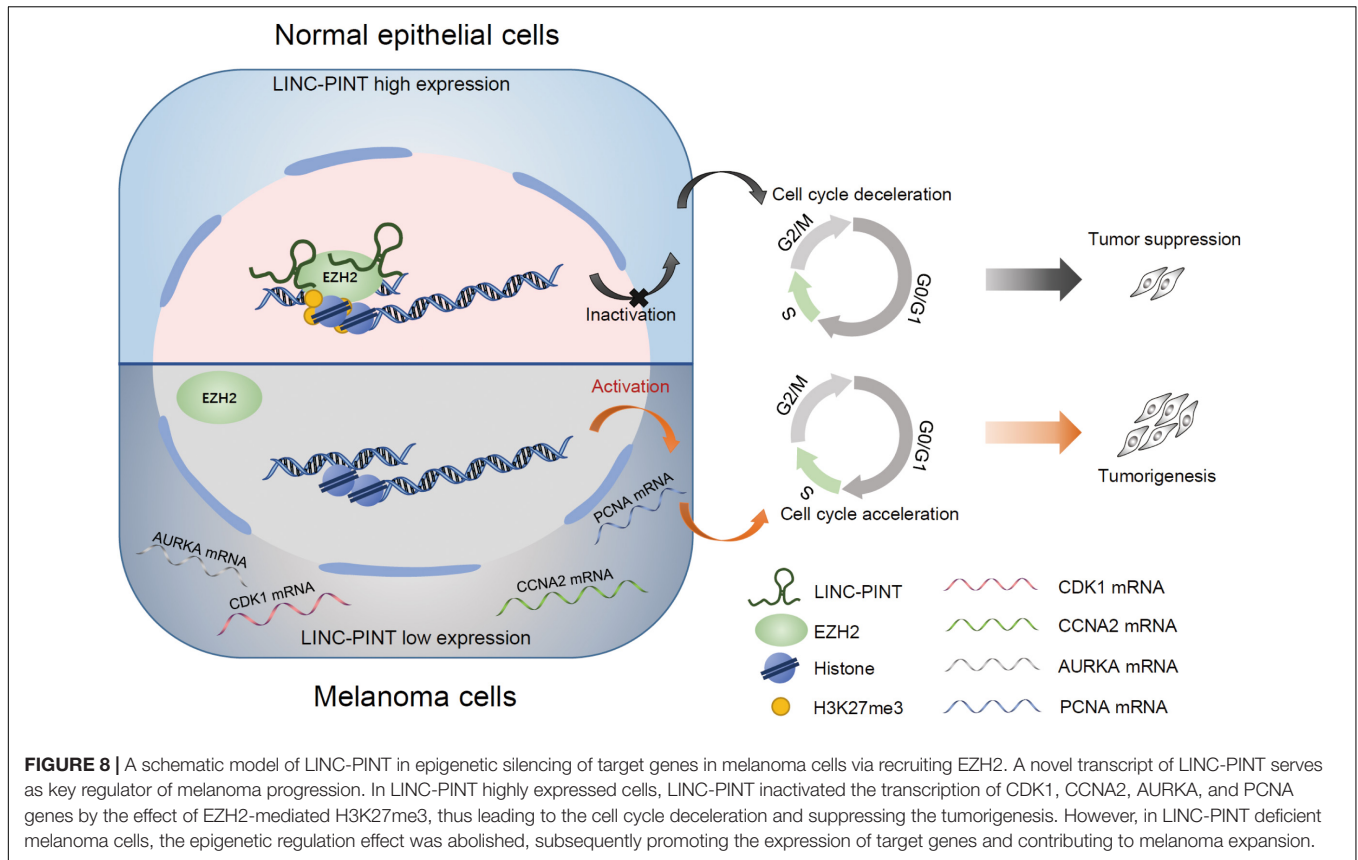 Normal epithelial cells
LINC-PINT high expression
EZH2
Inactivation
Cell cycle deceleration
G2/M
G0/G1
S
Tumor suppression
EZH2
Activation
G2/M
G0/G1
S
Cell cycle acceleration
Tumorigenesis
PCNA mRNA
AURKA mRNA
CDK1 mRNA
CCNA2 mRNA
LINC-PINT low expression
Melanoma cells
LINC-PINT
EZH2
Histone
H3K27me3
CDK1 mRNA
CCNA2 mRNA
AURKA mRNA
PCNA mRNA
FIGURE 8 | A schematic model of LINC-PINT in epigenetic silencing of target genes in melanoma cells via recruiting EZH2. A novel transcript of LINC-PINT serves
as key regulator of melanoma progression. In LINC-PINT highly expressed cells, LINC-PINT inactivated the transcription of CDK1, CCNA2, AURKA, and PCNA
genes by the effect of EZH2-mediated H3K27me3, thus leading to the cell cycle deceleration and suppressing the tumorigenesis. However, in LINC-PINT deficient
melanoma cells, the epigenetic regulation effect was abolished, subsequently promoting the expression of target genes and contributing to melanoma expansion.